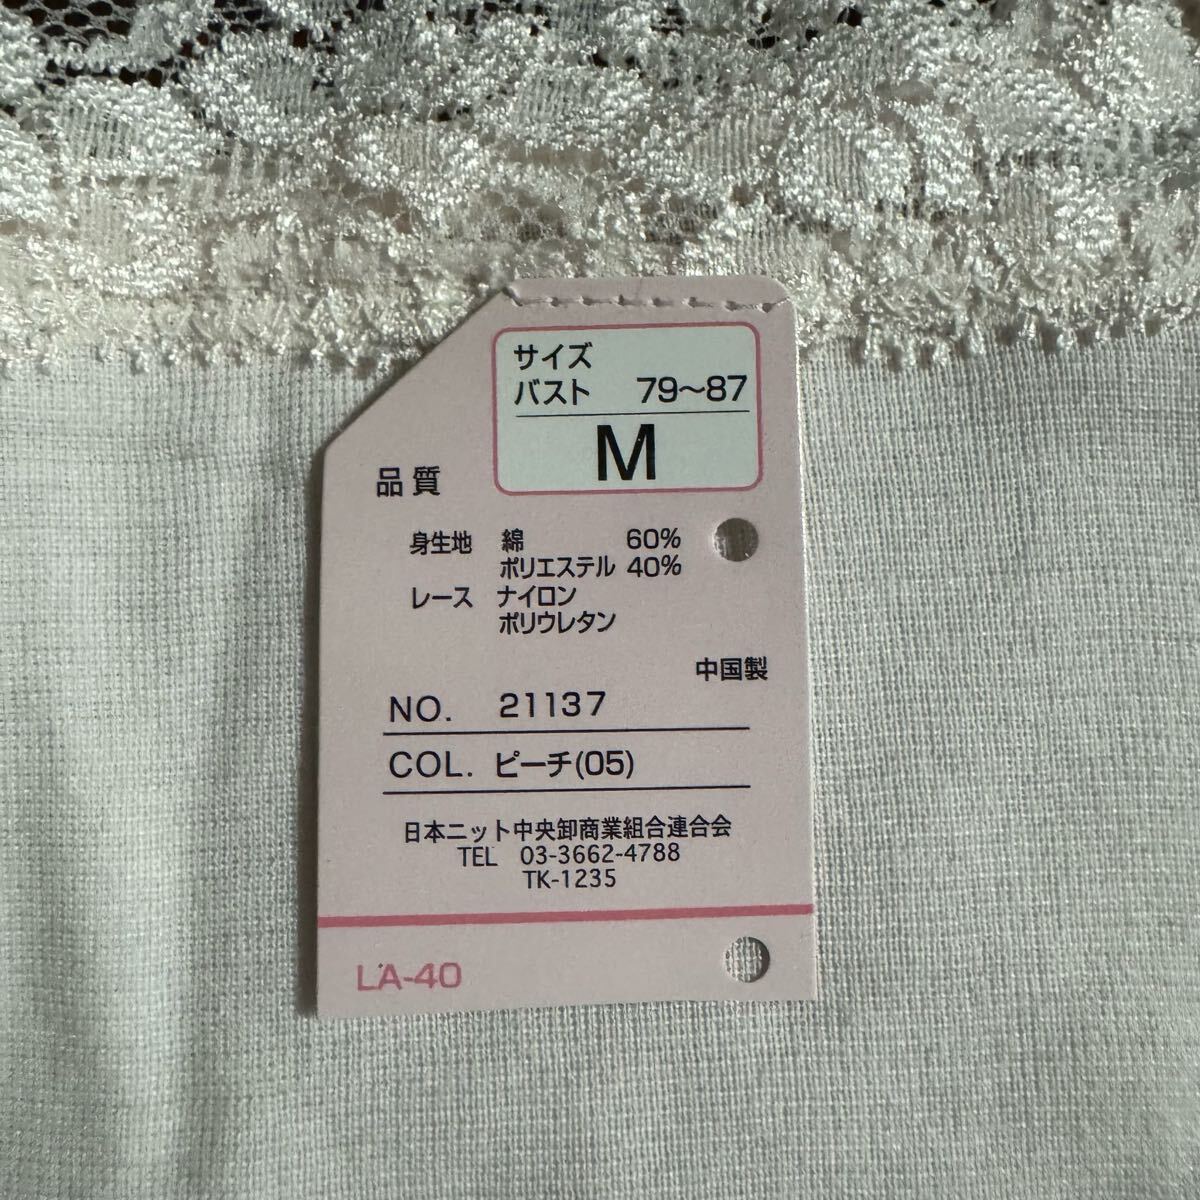 サイズ
バスト 79〜87
M
品質
身生地 綿 60%
ポリエステル 40%
レース ナイロン
ポリウレタン
中国製
NO. 21137
COL. ピーチ(05)
日本ニット中央卸商業組合連合会
TEL 03-3662-4788
TK-1235
LA-40